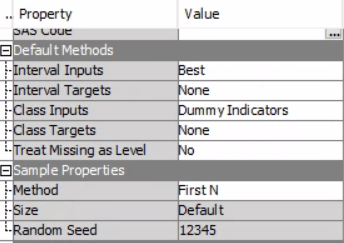 .. Property Value
SAS Code ...
Default Methods
Interval Inputs Best
Interval Targets None
Class Inputs Dummy Indicators
Class Targets None
Treat Missing as Level No
Sample Properties
Method First N
Size Default
Random Seed 12345